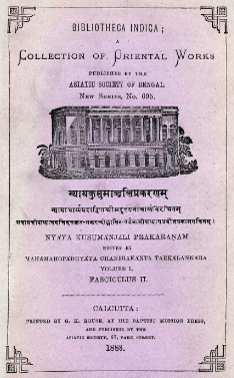 BIBLIOTHECA INDICA;
A
COLLECTION OF ORIENTAL WORKS
PUBLISHED BY THE
ASIATIC SOCIETY OF BENGAL.
NEW SERIES, NO. 695.
न्यायकुसुमाञ्जलिप्रकरणम्
NYAYA KUSUMANJALI PRAKARANAM
EDITED BY
MAHAMAHOPADHYAYA CHANDRAKANTA TARKALANKARA
VOLUME I,
FASCICULUS II.
CALCUTTA:
PRINTED BY G. H. ROUSE, AT THE BAPTIST MISSION PRESS,
AND PUBLISHED BY THE
ASIATIC SOCIETY, 57, PARK STREET.
1888.